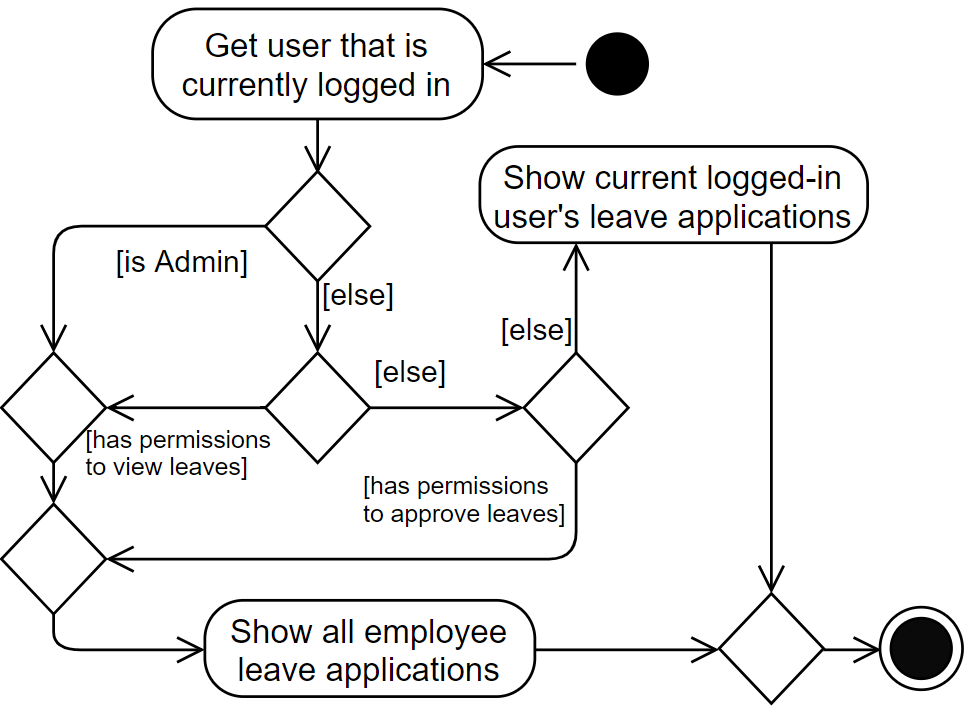 Get user that is
currently logged in
Show current logged-in
user's leave applications
[is Admin]
[else]
[else]
[else]
[has permissions
to view leaves]
[has permissions
to approve leaves]
Show all employee
leave applications